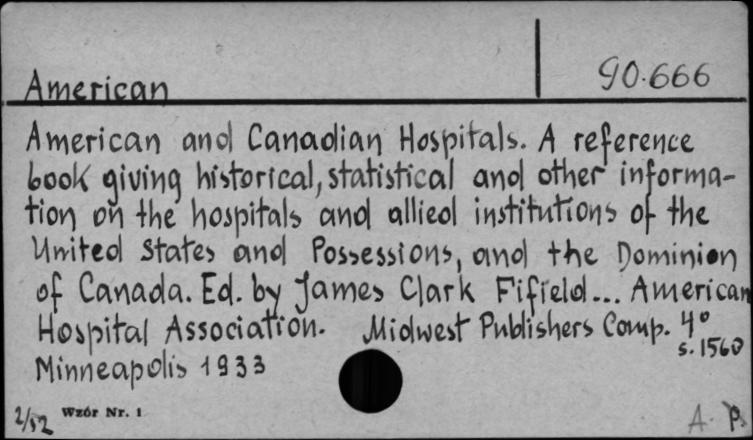 American
90.666
American and Canadian Hospitals. A reference
book giving historical, statistical and other informa-
tion on the hospitals and allied institutions of the
United States and Possessions, and the Dominion
of Canada. Ed. by James Clark Fifield... American
Hospital Association. Midwest Publishers Comp. 4°
s. 1560
Minneapolis 1933
2/52 Wzór Nr. 1
A. P.